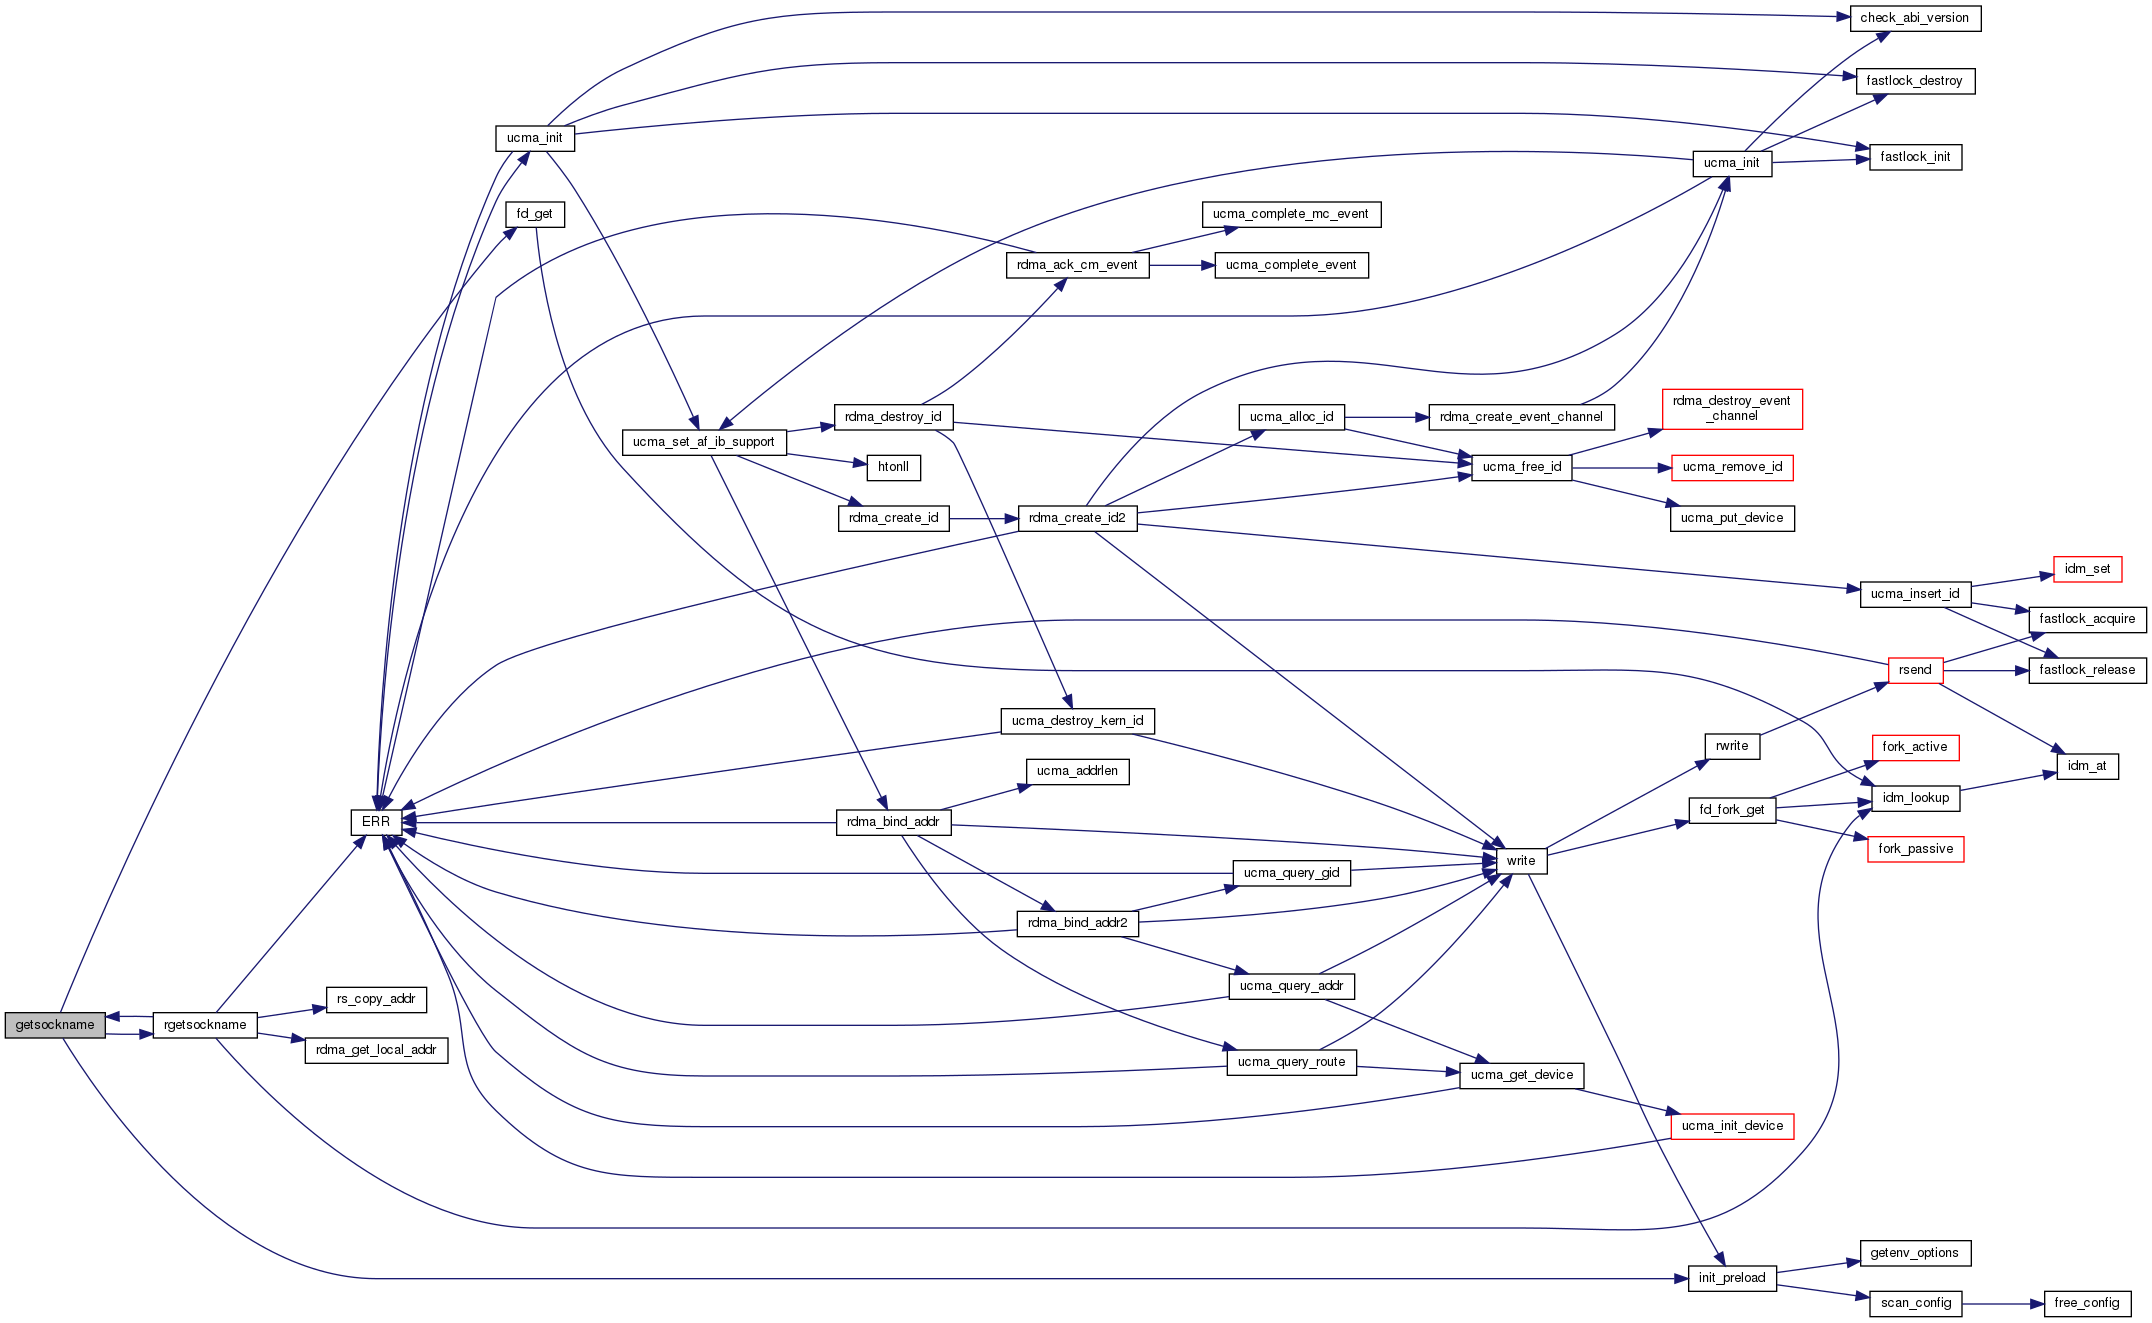 check_abi_version
fastlock_destroy
ucma_init
fastlock_init
ucma_init
fd_get
ucma_complete_mc_event
rdma_ack_cm_event
ucma_complete_event
rdma_destroy_event
_channel
rdma_destroy_id
ucma_alloc_id
rdma_create_event_channel
ucma_set_af_ib_support
htonll
ucma_free_id
ucma_remove_id
rdma_create_id
rdma_create_id2
ucma_put_device
idm_set
ucma_insert_id
fastlock_acquire
rsend
fastlock_release
ucma_destroy_kern_id
rwrite
fork_active
idm_at
ucma_addrlen
idm_lookup
fd_fork_get
ERR
rdma_bind_addr
fork_passive
write
ucma_query_gid
rdma_bind_addr2
ucma_query_addr
rs_copy_addr
getsockname
rgetsockname
rdma_get_local_addr
ucma_query_route
ucma_get_device
ucma_init_device
getenv_options
init_preload
scan_config
free_config